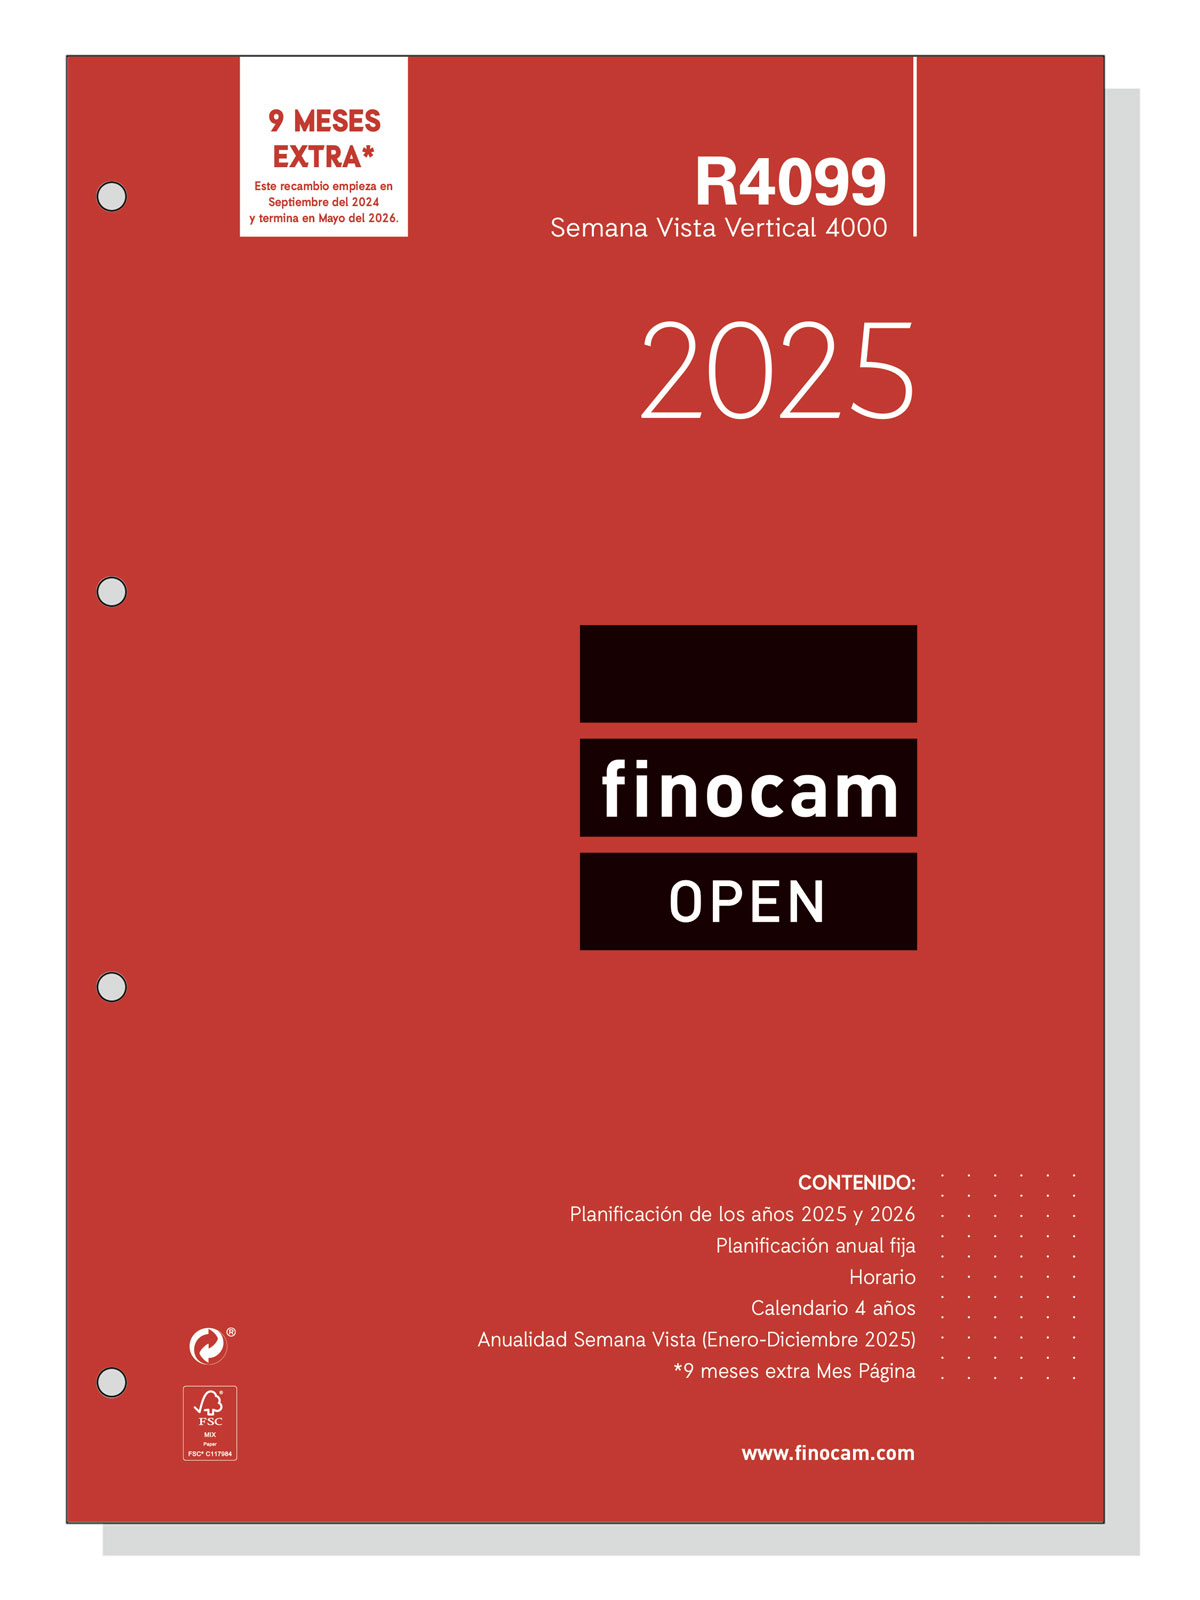 9 MESES
EXTRA*
Este recambio empieza en
Septiembre del 2024
y termina en Mayo del 2026.
R4099
Semana Vista Vertical 4000
2025
finocam
OPEN
CONTENIDO:
Planificación de los años 2025 y 2026
Planificación anual fija
Horario
Calendario 4 años
Anualidad Semana Vista (Enero-Diciembre 2025)
*9 meses extra Mes Página
®
FSC
MIX
Paper
FSC® C117984
www.finocam.com